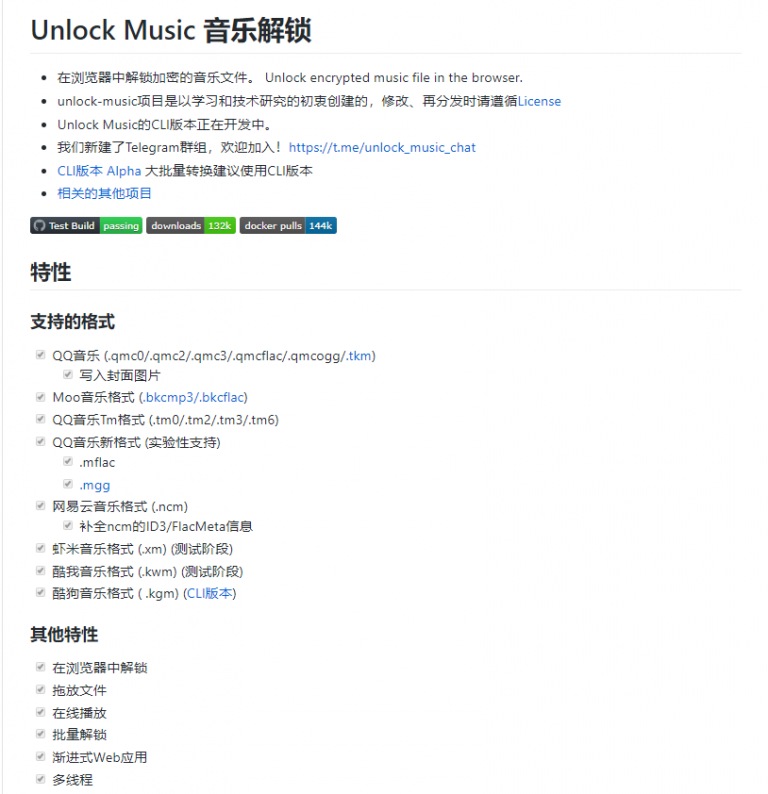 Unlock Music 音乐解锁
在浏览器中解锁加密的音乐文件。 Unlock encrypted music file in the browser.
unlock-music项目是以学习和技术研究的初衷创建的，修改、再分发时请遵循License
Unlock Music的CLI版本正在开发中。
我们新建了Telegram群组，欢迎加入！https://t.me/unlock_music_chat
CLI版本 Alpha 大批量转换建议使用CLI版本
相关的其他项目
Test Build passing downloads 132k docker pulls 144k
特性
支持的格式
QQ音乐 (.qmc0/.qmc2/.qmc3/.qmcflac/.qmcogg/.tkm)
写入封面图片
Moo音乐格式 (.bkcmp3/.bkcflac)
QQ音乐Tm格式 (.tm0/.tm2/.tm3/.tm6)
QQ音乐新格式 (实验性支持)
.mflac
.mgg
网易云音乐格式 (.ncm)
补全ncm的ID3/FlacMeta信息
虾米音乐格式 (.xm) (测试阶段)
酷我音乐格式 (.kwm) (测试阶段)
酷狗音乐格式 ( .kgm) (CLI版本)
其他特性
在浏览器中解锁
拖放文件
在线播放
批量解锁
渐进式Web应用
多线程